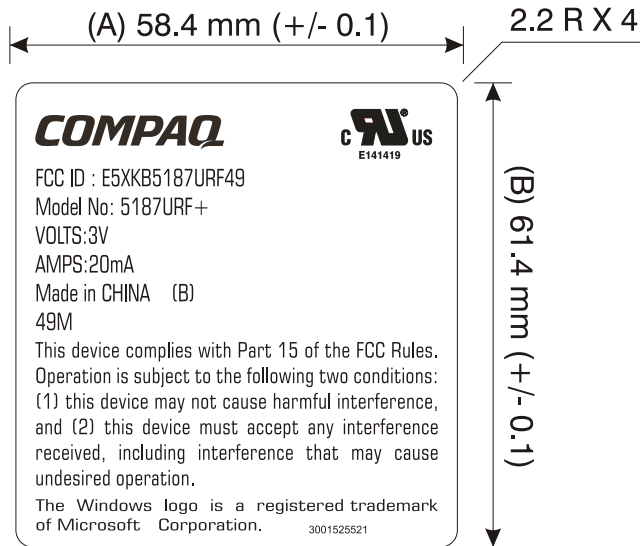 (A) 58.4 mm (+/- 0.1)
2.2 R X 4
COMPAQ
C RU ® US
E141419
FCC ID : E5XKB5187URF49
Model No: 5187URF+
VOLTS:3V
AMPS:20mA
Made in CHINA (B)
49M
This device complies with Part 15 of the FCC Rules.
Operation is subject to the following two conditions:
(1) this device may not cause harmful interference,
and (2) this device must accept any interference
received, including interference that may cause
undesired operation.
The Windows logo is a registered trademark
of Microsoft Corporation. 3001525521
(B) 61.4 mm (+/- 0.1)